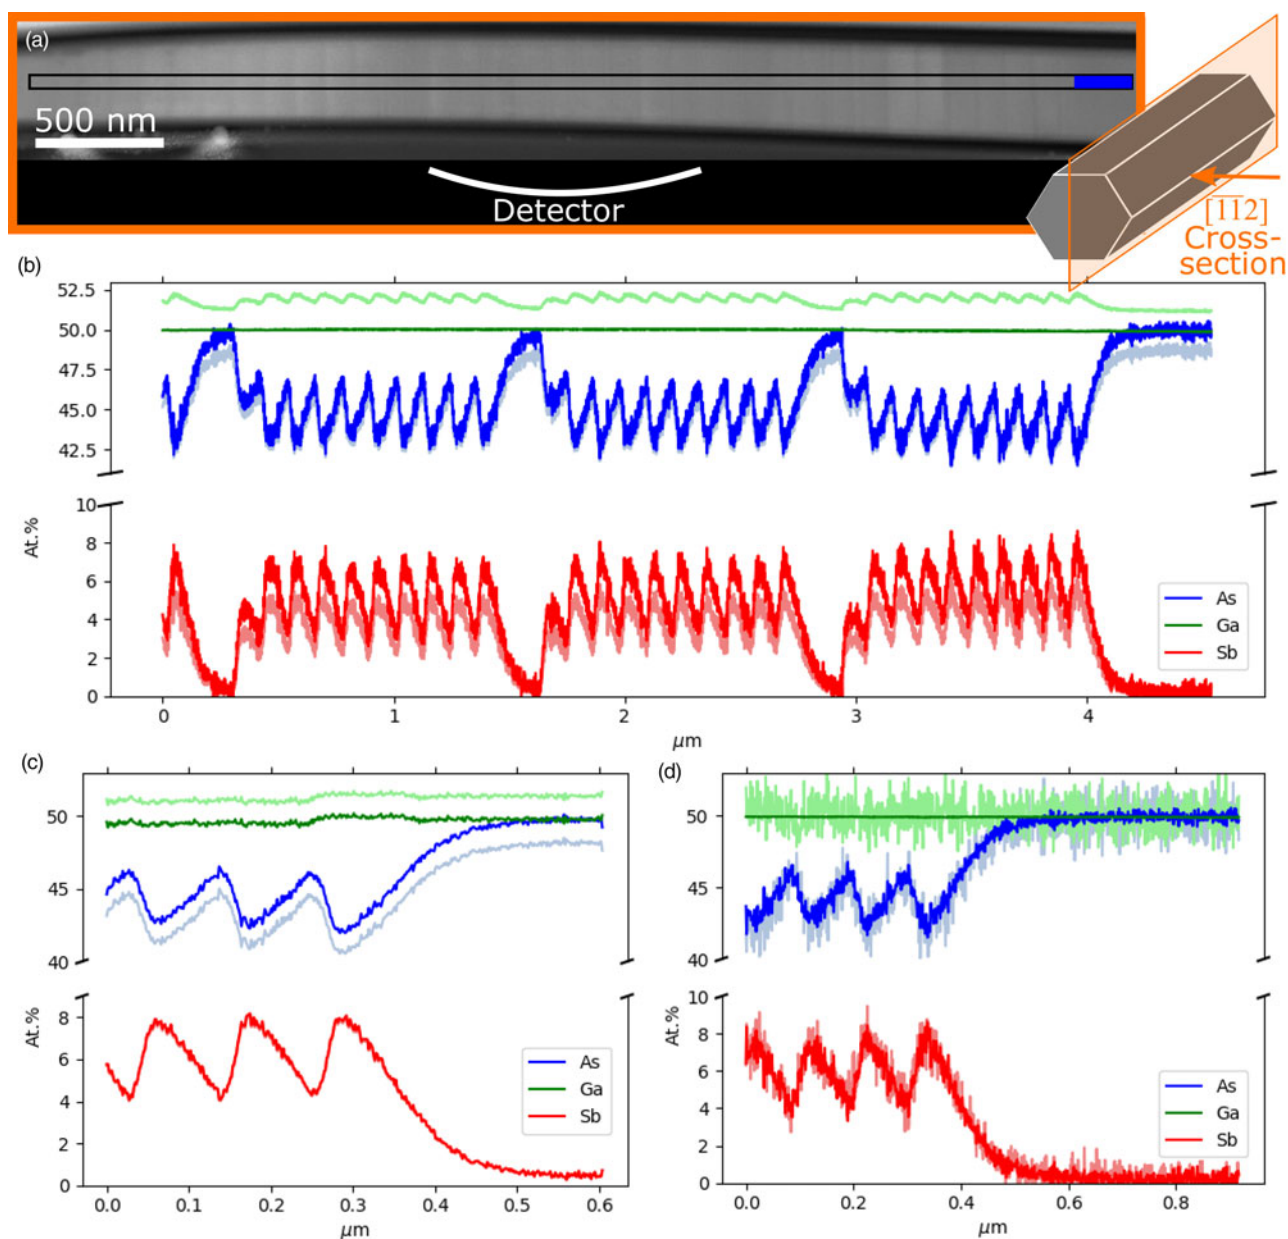 (a)
500 nm
Detector
[1̅1̅2]
Cross-
section
(b)
52.5
50.0
47.5
45.0
42.5
10
8
6
4
2
0
At.%
As
Ga
Sb
0 1 2 3 4
μm
(c)
50
45
40
8
6
4
2
0
At.%
As
Ga
Sb
0.0 0.1 0.2 0.3 0.4 0.5 0.6
μm
(d)
50
45
40
10
8
6
4
2
0
At.%
As
Ga
Sb
0.0 0.2 0.4 0.6 0.8
μm